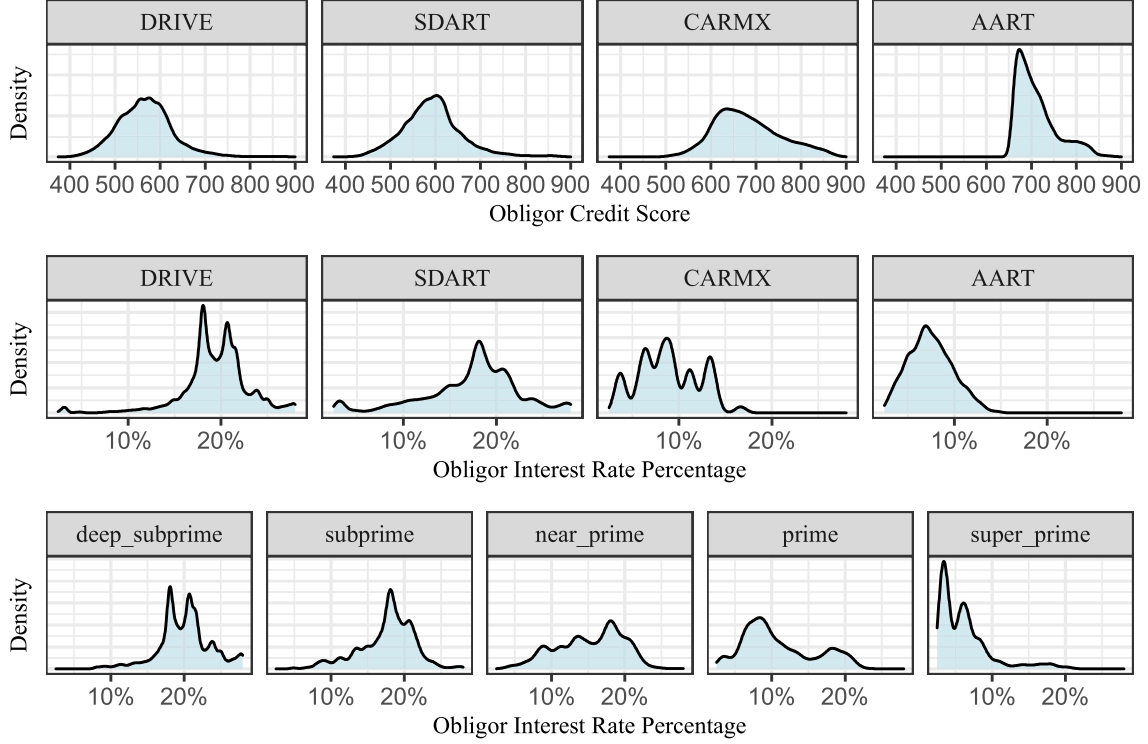 DRIVE SDART CARMX AART
Density
400 500 600 700 800 900 400 500 600 700 800 900 400 500 600 700 800 900 400 500 600 700 800 900
Obligor Credit Score
DRIVE SDART CARMX AART
Density
10% 20% 10% 20% 10% 20% 10% 20%
Obligor Interest Rate Percentage
deep_subprime subprime near_prime prime super_prime
Density
10% 20% 10% 20% 10% 20% 10% 20% 10% 20%
Obligor Interest Rate Percentage